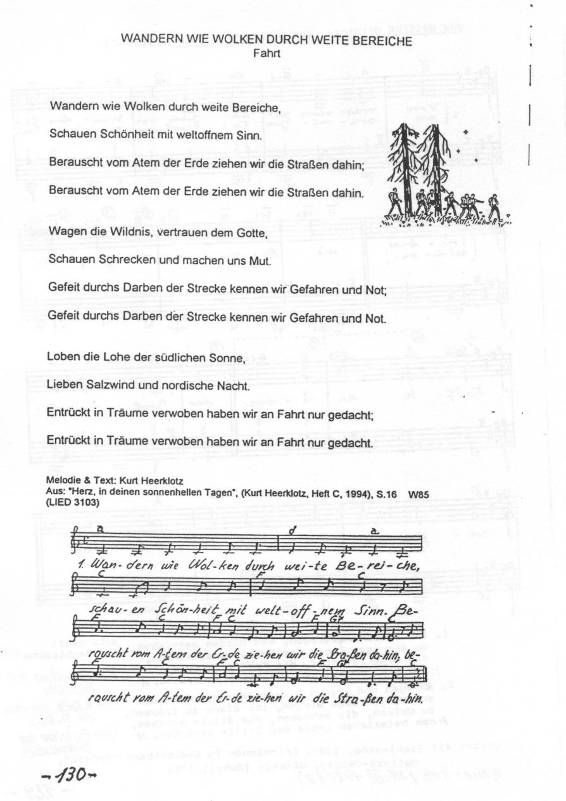 WANDERN WIE WOLKEN DURCH WEITE BEREICHE
Fahrt
Wandern wie Wolken durch weite Bereiche,
Schauen Schönheit mit weltoffnem Sinn.
Berauscht vom Atem der Erde ziehen wir die Straßen dahin;
Berauscht vom Atem der Erde ziehen wir die Straßen dahin.
Wagen die Wildnis, vertrauen dem Gotte,
Schauen Schrecken und machen uns Mut.
Gefeit durchs Darben der Strecke kennen wir Gefahren und Not;
Gefeit durchs Darben der Strecke kennen wir Gefahren und Not.
Loben die Lohe der südlichen Sonne,
Lieben Salzwind und nordische Nacht.
Entrückt in Träume verwoben haben wir an Fahrt nur gedacht;
Entrückt in Träume verwoben haben wir an Fahrt nur gedacht.
Melodie & Text: Kurt Heerklotz
Aus: "Herz, in deinen sonnenhellen Tagen", (Kurt Heerklotz, Heft C, 1994), S.16 W85
(LIED 3103)
a d a
1. Wan-dern wie Wol-ken durch wei-te Be-rei-che,
C F C
schau-en Schön-heit mit welt-off-nem Sinn. Be-
F C F C F G⁷
rauscht vom A-tem der Er-de zie-hen wir die Stra-ßen da-hin, be-
F C F C F G⁷ C
rauscht vom A-tem der Er-de zie-hen wir die Stra-ßen da-hin.
-130-